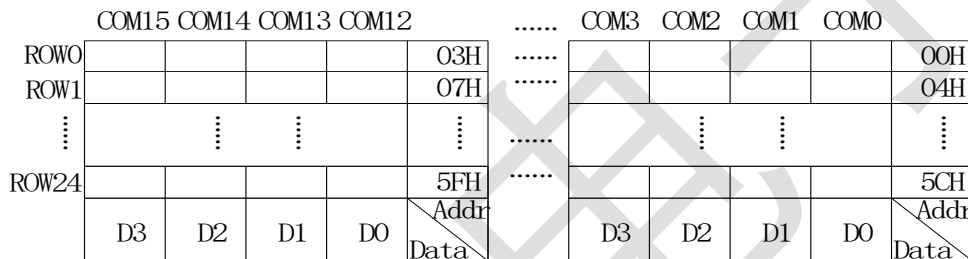 COM15 COM14 COM13 COM12 ...... COM3 COM2 COM1 COM0
ROW0 03H ...... 00H
ROW1 07H ...... 04H
...... ...... ...... ...... ...... ...... ...... ......
ROW24 5FH ...... 5CH
D3 D2 D1 D0 Addr Data D3 D2 D1 D0 Addr Data